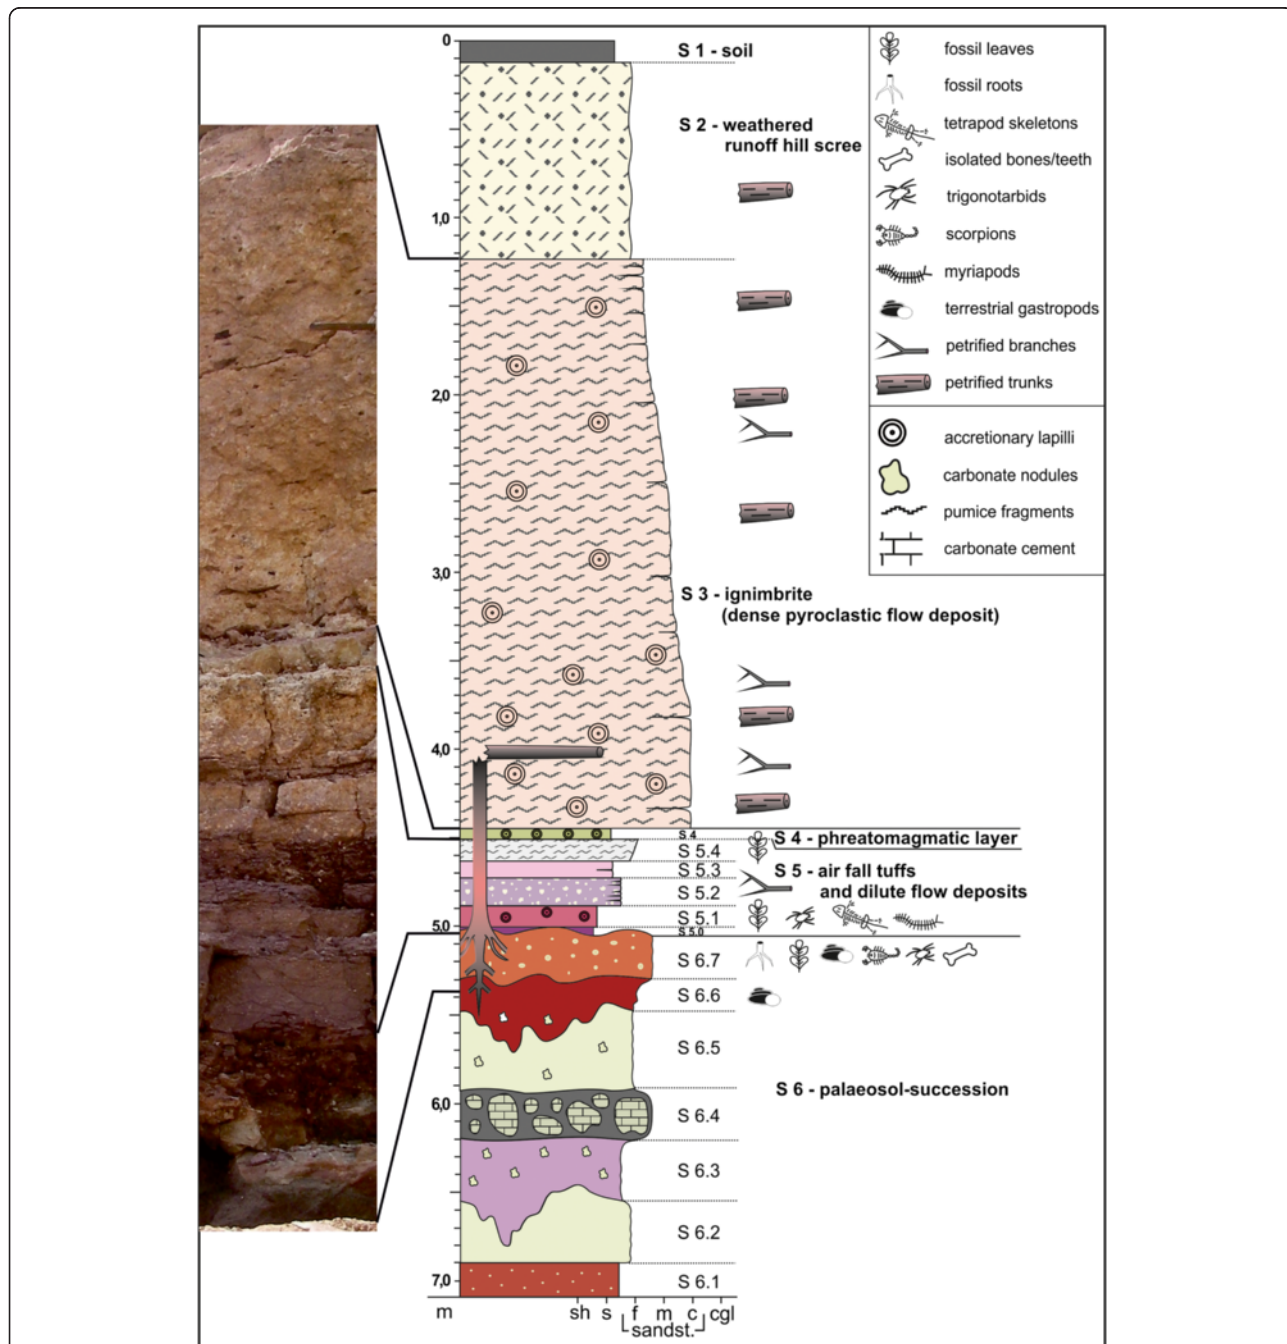 0
S 1 - soil
S 2 - weathered
runoff hill scree
1,0
2,0
3,0
S 3 - ignimbrite
(dense pyroclastic flow deposit)
4,0
S 4
S 4 - phreatomagmatic layer
S 5.4
S 5.3
S 5 - air fall tuffs
and dilute flow deposits
S 5.2
S 5.1
5,0
S 5.0
S 6.7
S 6.6
S 6.5
S 6 - palaeosol-succession
6,0
S 6.4
S 6.3
S 6.2
7,0
S 6.1
m
sh s f m c cgl
sandst.
fossil leaves
fossil roots
tetrapod skeletons
isolated bones/teeth
trigonotarbids
scorpions
myriapods
terrestrial gastropods
petrified branches
petrified trunks
accretionary lapilli
carbonate nodules
pumice fragments
carbonate cement